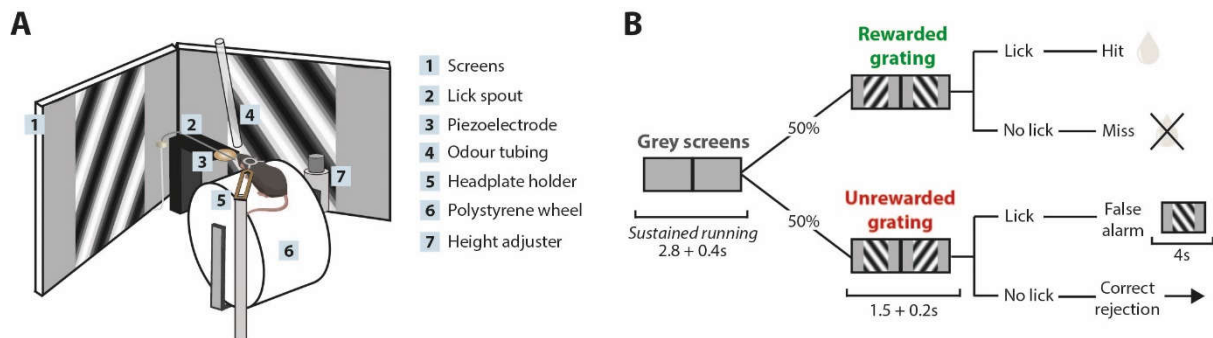 A
1
2
3
4
5
6
7
1 Screens
2 Lick spout
3 Piezoelectrode
4 Odour tubing
5 Headplate holder
6 Polystyrene wheel
7 Height adjuster
B
Grey screens
Sustained running
2.8 + 0.4s
50%
50%
Rewarded
grating
Lick
Hit
No lick
Miss
Unrewarded
grating
1.5 + 0.2s
Lick
False
alarm
4s
No lick
Correct
rejection